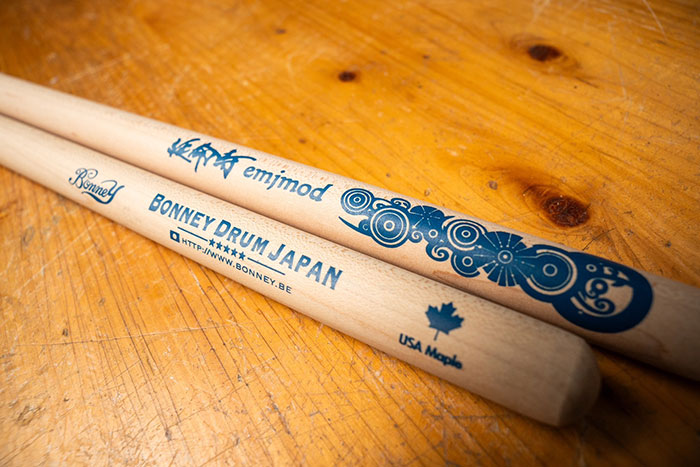 emjmod
Bonney
BONNEY DRUM JAPAN
★★★★★
HTTP://WWW.BONNEY.BE
USA Maple